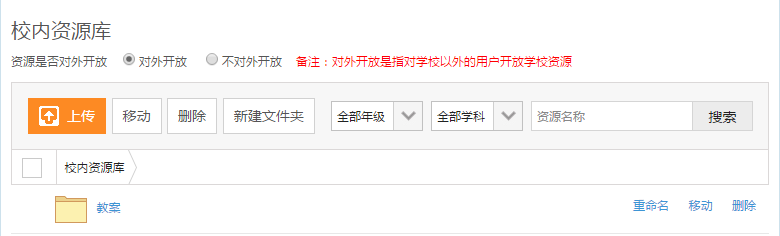 校内资源库
资源是否对外开放 对外开放 不对外开放 备注：对外开放是指对学校以外的用户开放学校资源
上传 移动 删除 新建文件夹 全部年级 全部学科 资源名称 搜索
校内资源库
教案 重命名 移动 删除